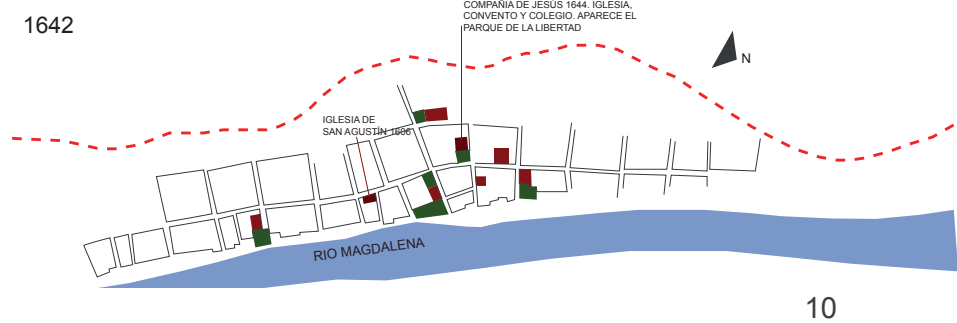 COMPAÑIA DE JESÚS 1644. IGLESIA,
CONVENTO Y COLEGIO. APARECE EL
PARQUE DE LA LIBERTAD
1642
N
IGLESIA DE
SAN AGUSTÍN 1606
RIO MAGDALENA
10